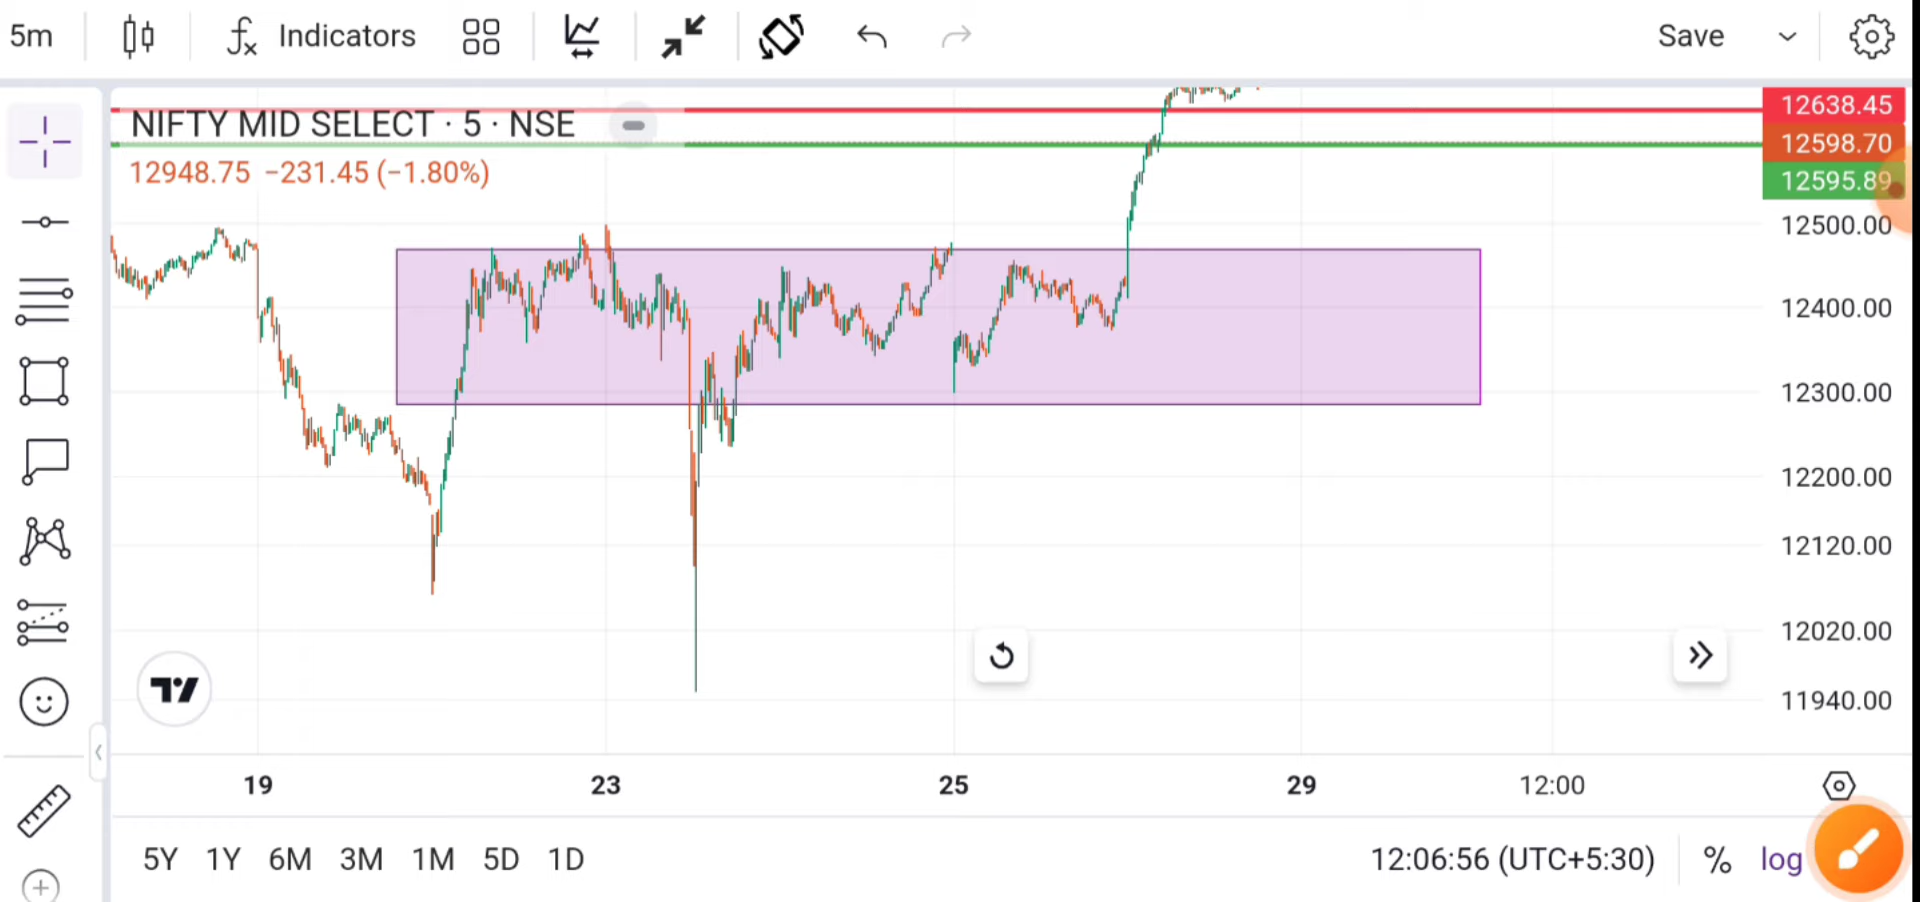 5m Indicators Save
NIFTY MID SELECT · 5 · NSE
12948.75 −231.45 (−1.80%)
12638.45
12598.70
12595.89
12500.00
12400.00
12300.00
12200.00
12120.00
12020.00
11940.00
19 23 25 29 12:00
5Y 1Y 6M 3M 1M 5D 1D 12:06:56 (UTC+5:30) % log